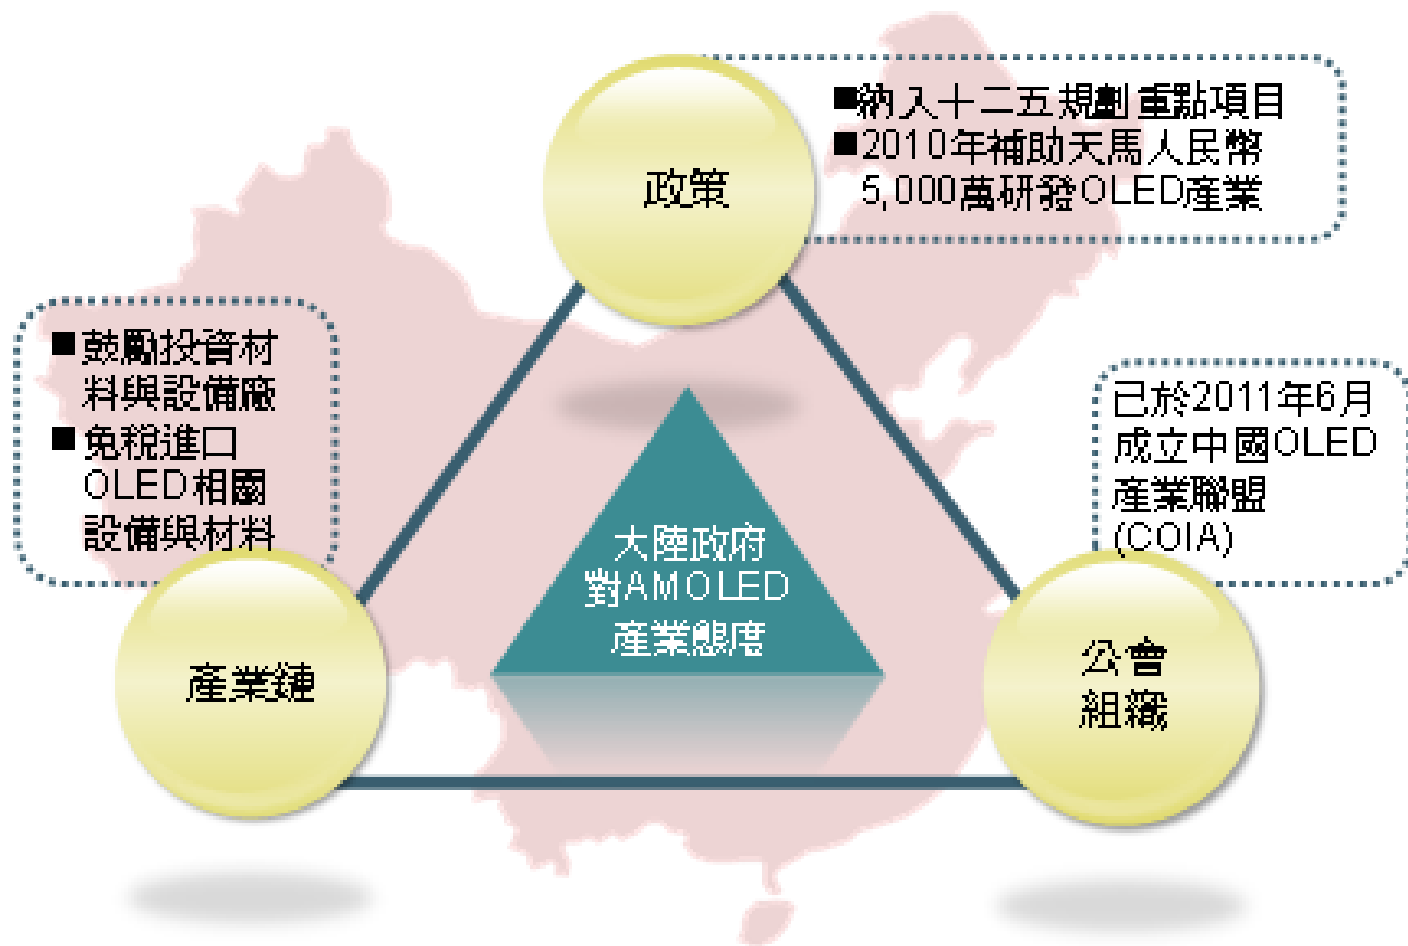 ■納入十二五規劃重點項目
■2010年補助天馬人民幣
5,000萬研發OLED產業
政策
■鼓勵投資材
料與設備廠
■免稅進口
OLED相關
設備與材料
已於2011年6月
成立中國OLED
產業聯盟
(COIA)
大陸政府
對AMOLED
產業態度
產業鏈
公會
組織